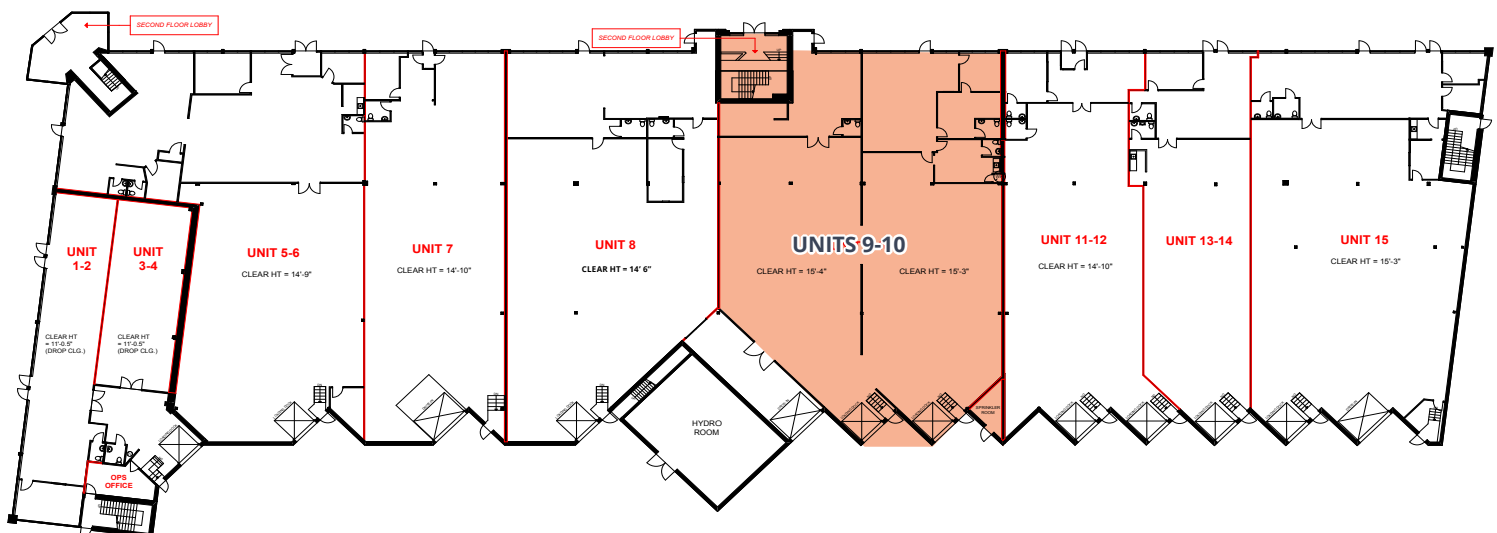 SECOND FLOOR LOBBY
SECOND FLOOR LOBBY
UNIT
1-2
CLEAR HT
= 11'-0.5"
(DROP CLG.)
UNIT
3-4
CLEAR HT
= 11'-0.5"
(DROP CLG.)
UNIT 5-6
CLEAR HT = 14'-9"
UNIT 7
CLEAR HT = 14'-10"
UNIT 8
CLEAR HT = 14' 6"
UNITS 9-10
CLEAR HT = 15'-4"
CLEAR HT = 15'-3"
UNIT 11-12
CLEAR HT = 14'-10"
UNIT 13-14
UNIT 15
CLEAR HT = 15'-3"
SPRINKLER
ROOM
HYDRO
ROOM
OPS
OFFICE